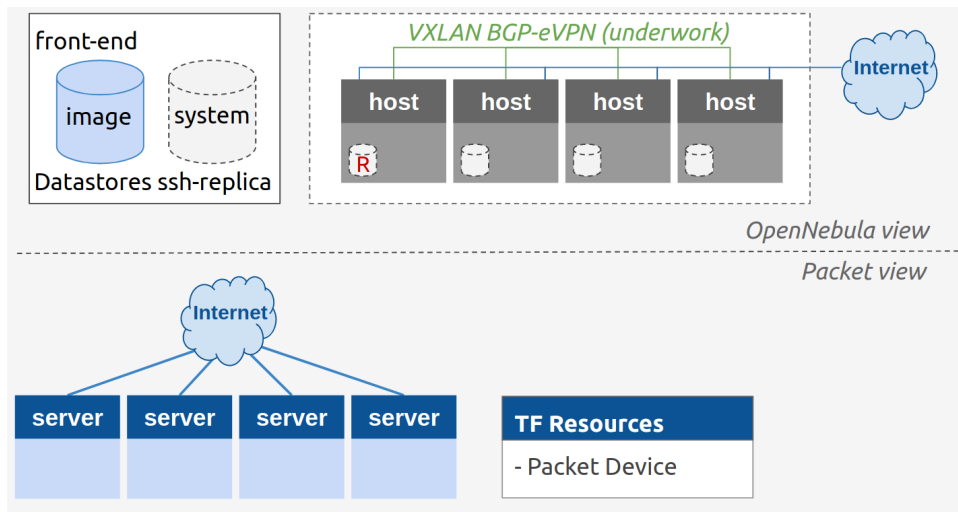 front-end
image
system
Datastores ssh-replica
VXLAN BGP-eVPN (underwork)
Internet
host
host
host
host
R
OpenNebula view
Packet view
Internet
server
server
server
server
TF Resources
- Packet Device